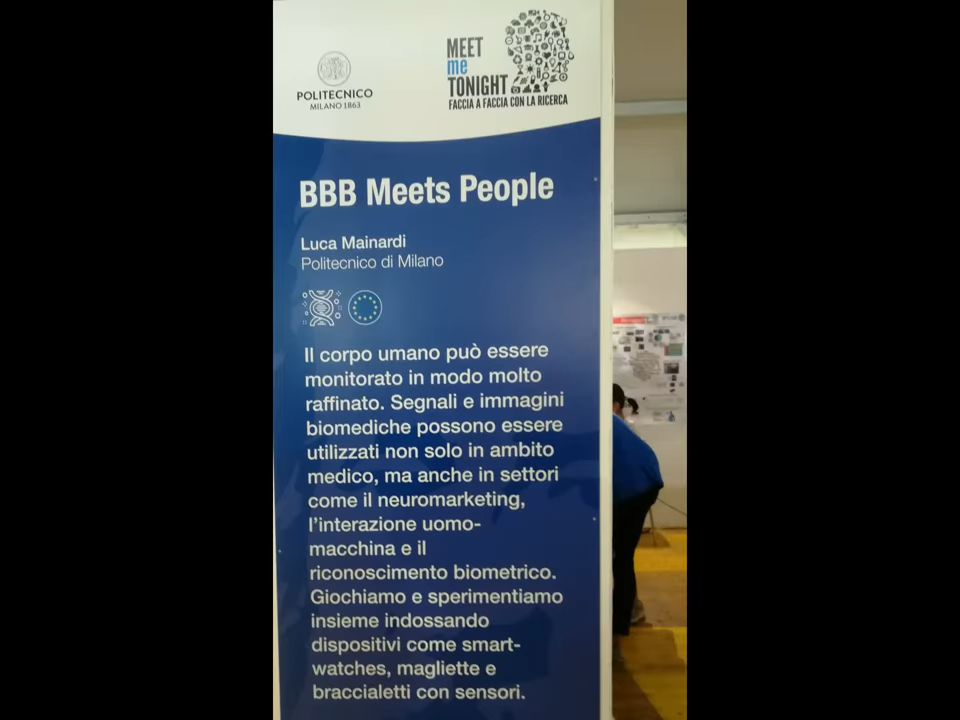 POLITECNICO
MILANO 1863
MEET
me
TONIGHT
FACCIA A FACCIA CON LA RICERCA
BBB Meets People
Luca Mainardi
Politecnico di Milano
Il corpo umano può essere
monitorato in modo molto
raffinato. Segnali e immagini
biomediche possono essere
utilizzati non solo in ambito
medico, ma anche in settori
come il neuromarketing,
l'interazione uomo-
macchina e il
riconoscimento biometrico.
Giochiamo e sperimentiamo
insieme indossando
dispositivi come smart-
watches, magliette e
braccialetti con sensori.